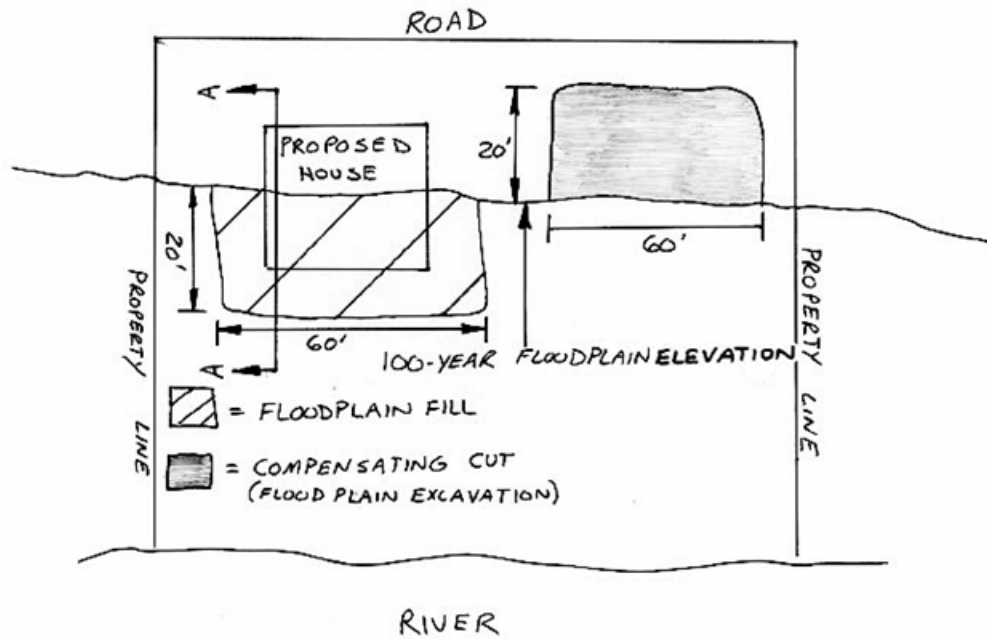 ROAD
A
PROPOSED
HOUSE
20'
20'
60'
60'
A
100-YEAR FLOODPLAIN ELEVATION
PROPERTY LINE
PROPERTY LINE
= FLOODPLAIN FILL
= COMPENSATING CUT
(FLOOD PLAIN EXCAVATION)
RIVER